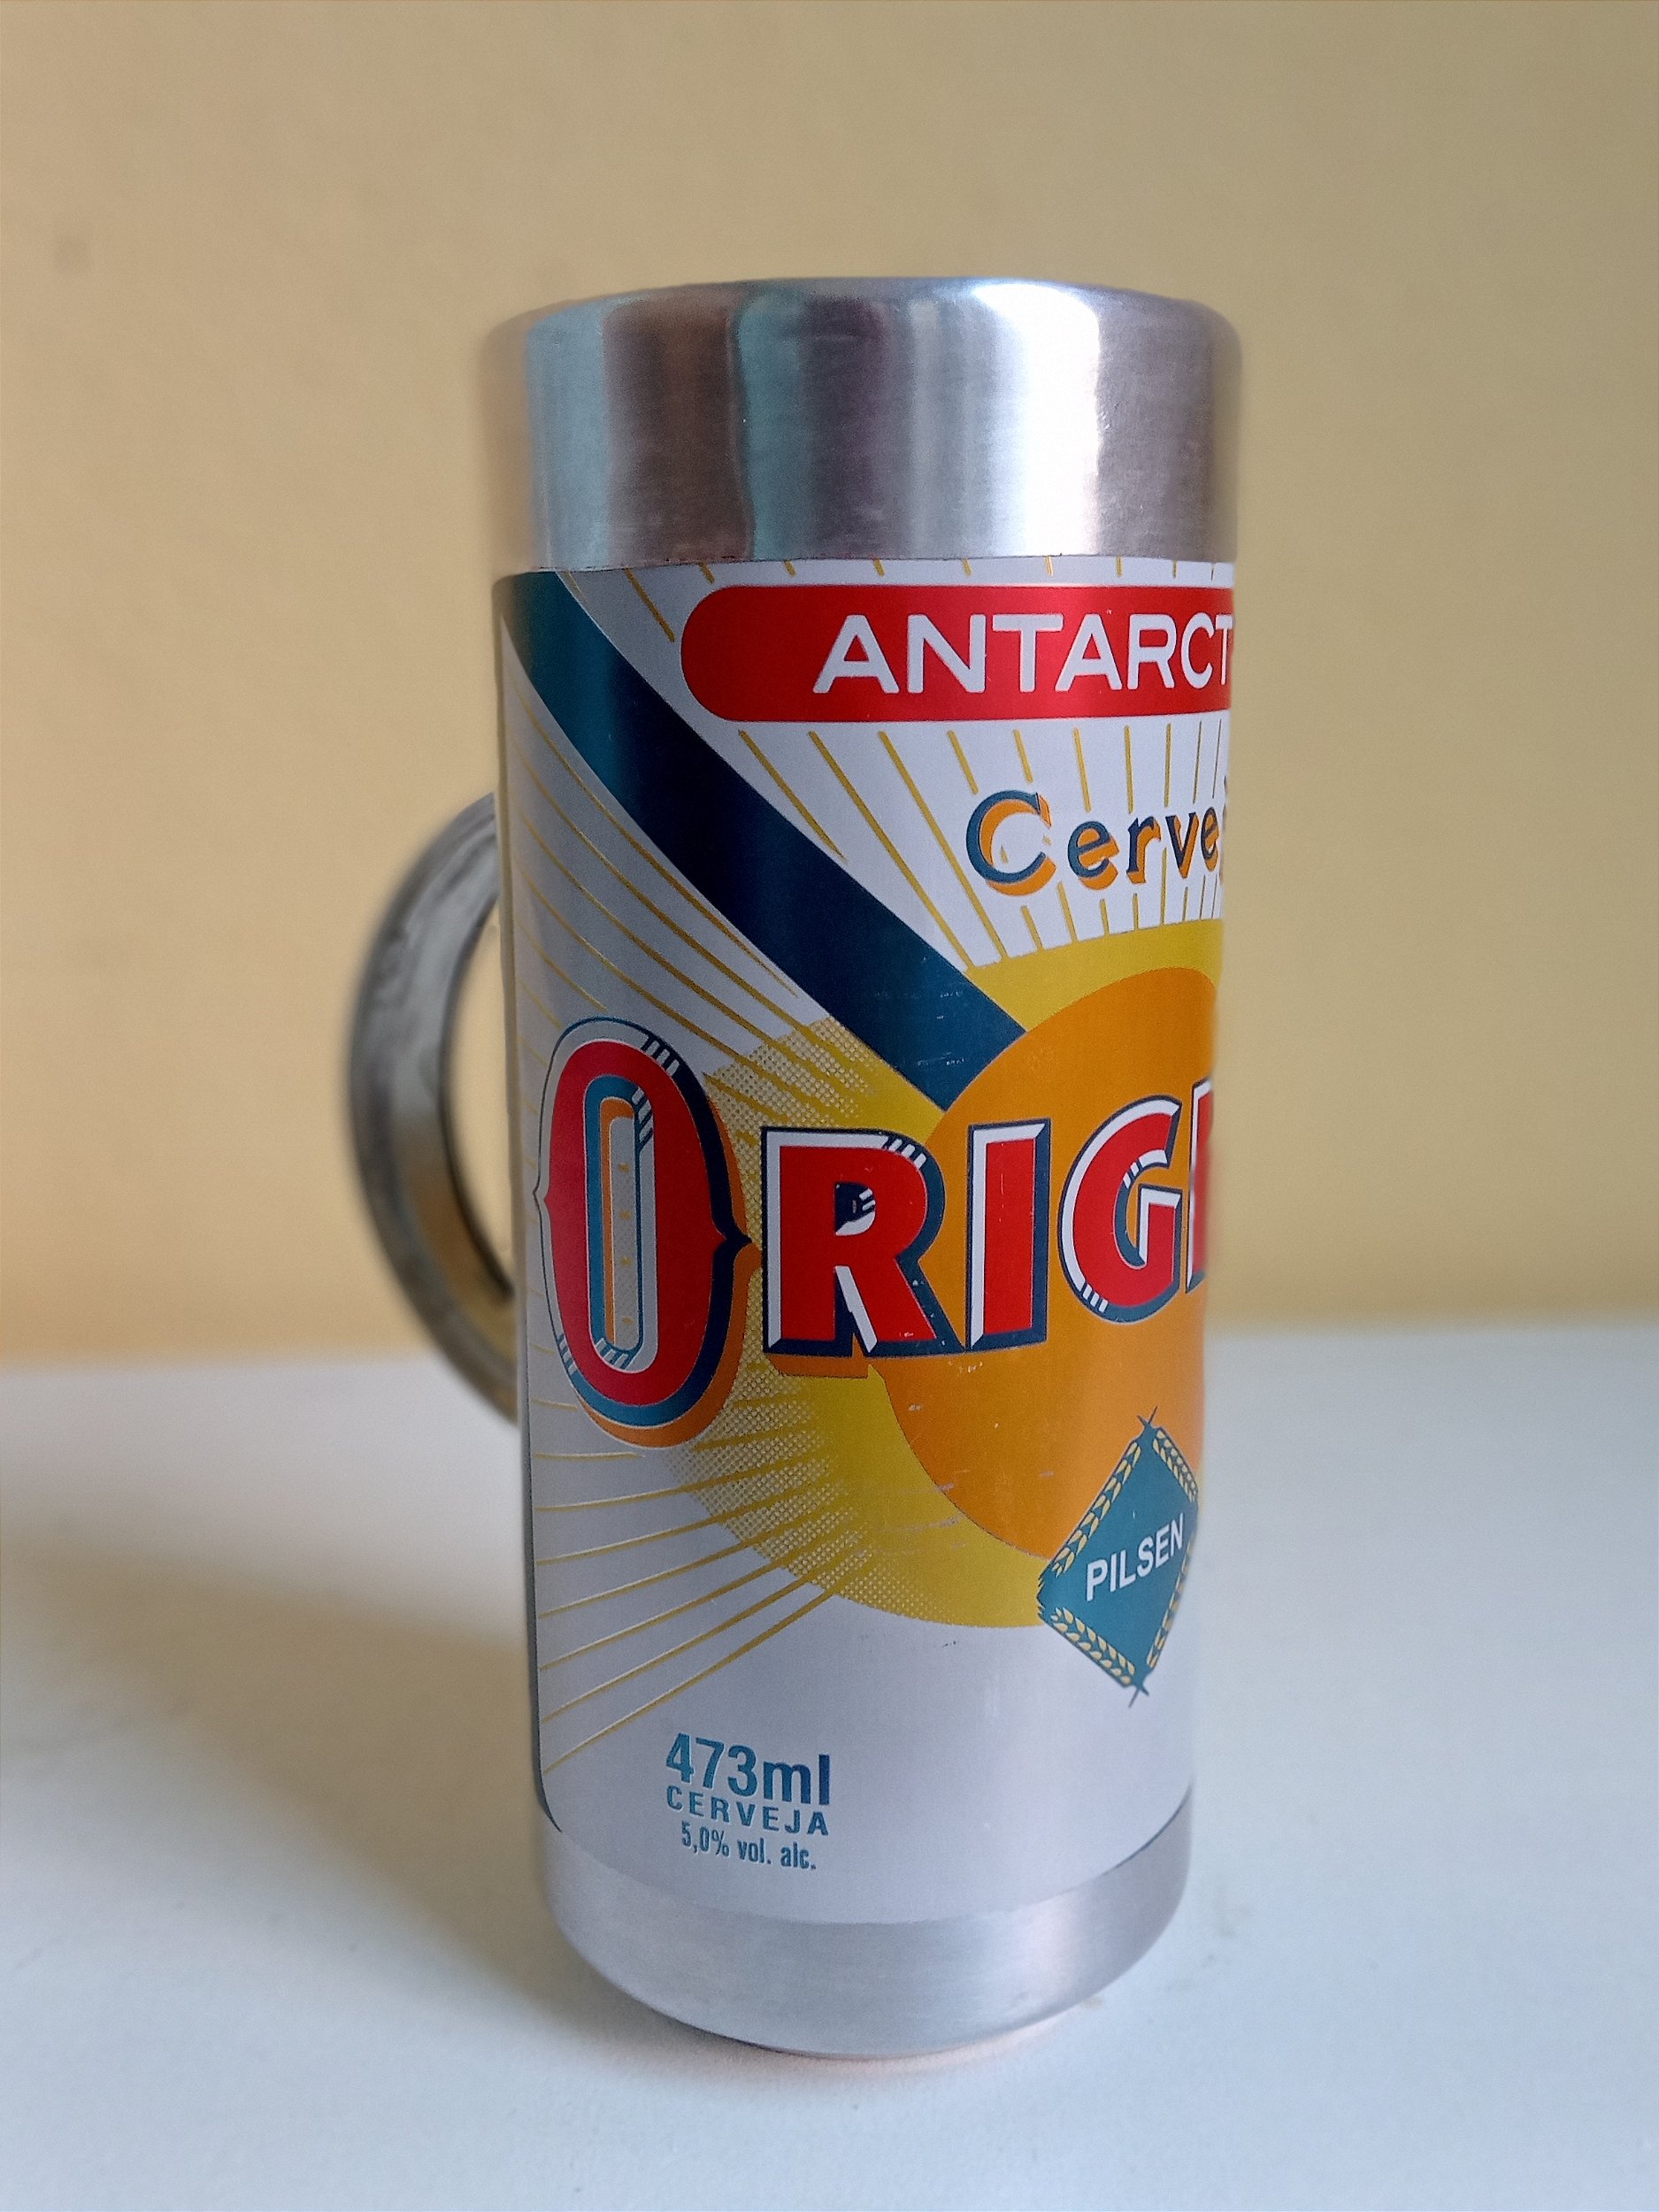 ANTARCT
Cerve
ORIGI
PILSEN
473ml
CERVEJA
5,0% vol. alc.